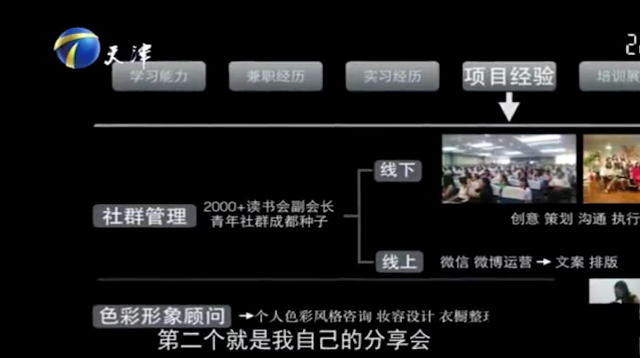 天津
学习能力
兼职经历
实习经历
项目经验
培训展
线下
社群管理
2000+读书会副会长
青年社群成都种子
创意 策划 沟通 执行
线上
微信 微博运营→文案 排版
色彩形象顾问
→个人色彩风格咨询 妆容设计 衣橱整理
第二个就是我自己的分享会